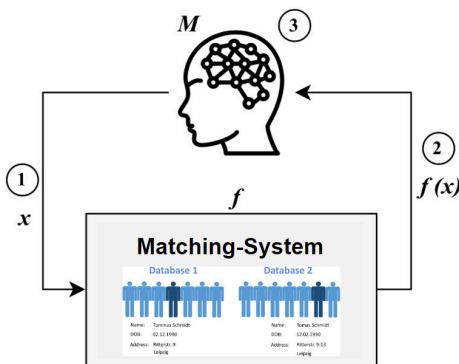 M
3
1
x
2
f(x)
f
Matching-System
Database 1
Database 2
Name: Tommas Schmidt
DOB: 02.12.1990
Address: Ritterstr. 9
Leipzig
Name: Tomas Schmidt
DOB: 12.02.1990
Address: Ritterstr. 9-13
Leipzig